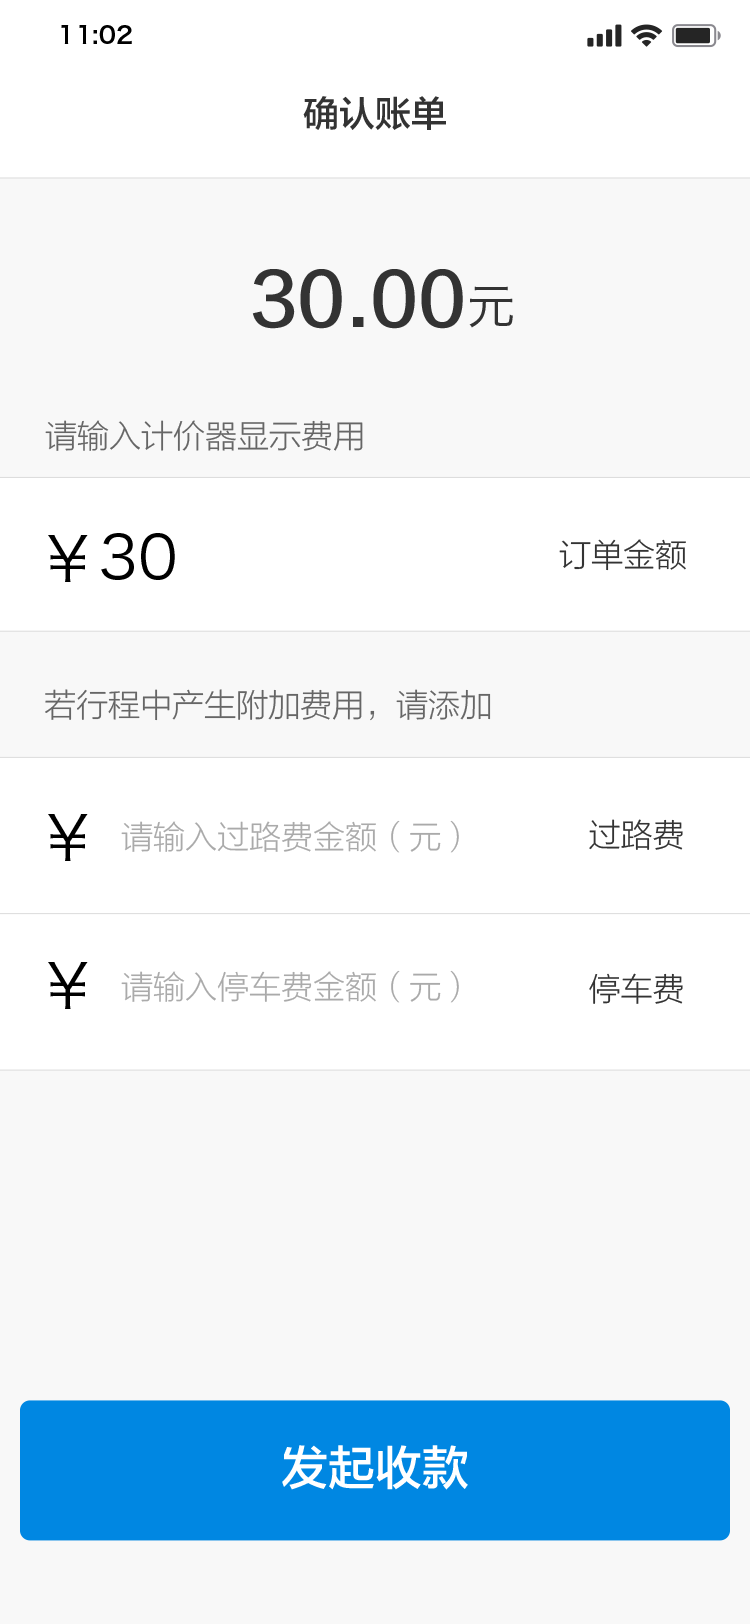 11:02
确认账单
30.00元
请输入计价器显示费用
¥30 订单金额
若行程中产生附加费用，请添加
¥ 请输入过路费金额（元） 过路费
¥ 请输入停车费金额（元） 停车费
发起收款